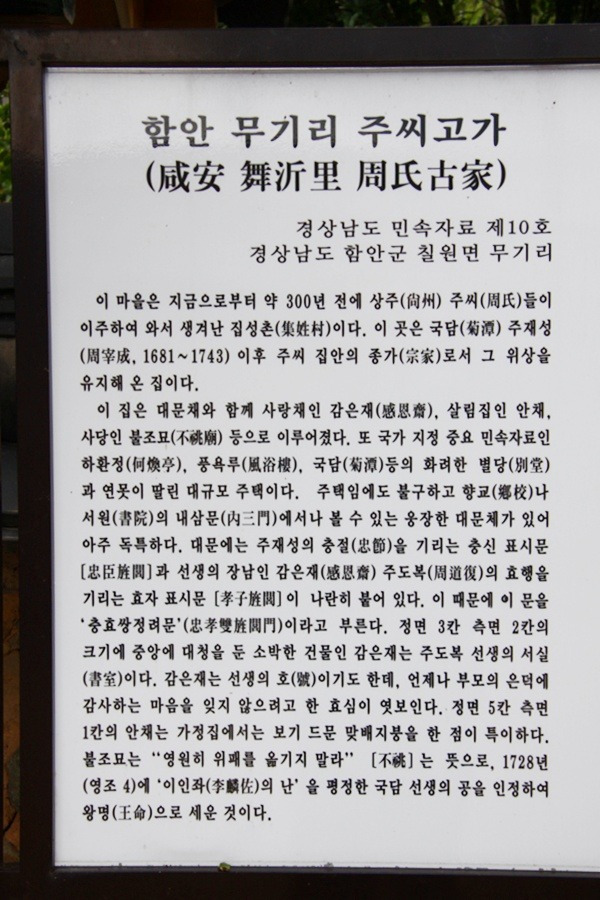 함안 무기리 주씨고가
(咸安 舞沂里 周氏古家)
경상남도 민속자료 제10호
경상남도 함안군 칠원면 무기리
이 마을은 지금으로부터 약 300년 전에 상주(尙州) 주씨(周氏)들이
이주하여 와서 생겨난 집성촌(集姓村)이다. 이 곳은 국담(菊潭) 주재성
(周宰成, 1681~1743) 이후 주씨 집안의 종가(宗家)로서 그 위상을
유지해 온 집이다.
이 집은 대문채와 함께 사랑채인 감은재(感恩齋), 살림집인 안채,
사당인 불조묘(不祧廟) 등으로 이루어졌다. 또 국가 지정 중요 민속자료인
하환정(何煥亭), 풍욕루(風浴樓), 국담(菊潭)등의 화려한 별당(別堂)
과 연못이 딸린 대규모 주택이다. 주택임에도 불구하고 향교(鄕校)나
서원(書院)의 내삼문(內三門)에서나 볼 수 있는 웅장한 대문체가 있어
아주 독특하다. 대문에는 주재성의 충절(忠節)을 기리는 충신 표시문
[忠臣旌閭]과 선생의 장남인 감은재(感恩齋) 주도복(周道復)의 효행을
기리는 효자 표시문 [孝子旌閭]이 나란히 붙어 있다. 이 때문에 이 문을
‘충효쌍정려문’(忠孝雙旌閭門)이라고 부른다. 정면 3칸 측면 2칸의
크기에 중앙에 대청을 둔 소박한 건물인 감은재는 주도복 선생의 서실
(書室)이다. 감은재는 선생의 호(號)이기도 한데, 언제나 부모의 은덕에
감사하는 마음을 잊지 않으려고 한 효심이 엿보인다. 정면 5칸 측면
1칸의 안채는 가정집에서는 보기 드문 맞배지붕을 한 점이 특이하다.
불조묘는 “영원히 위패를 옮기지 말라” [不祧]는 뜻으로, 1728년
(영조 4)에 ‘이인좌(李麟佐)의 난’ 을 평정한 국담 선생의 공을 인정하여
왕명(王命)으로 세운 것이다.